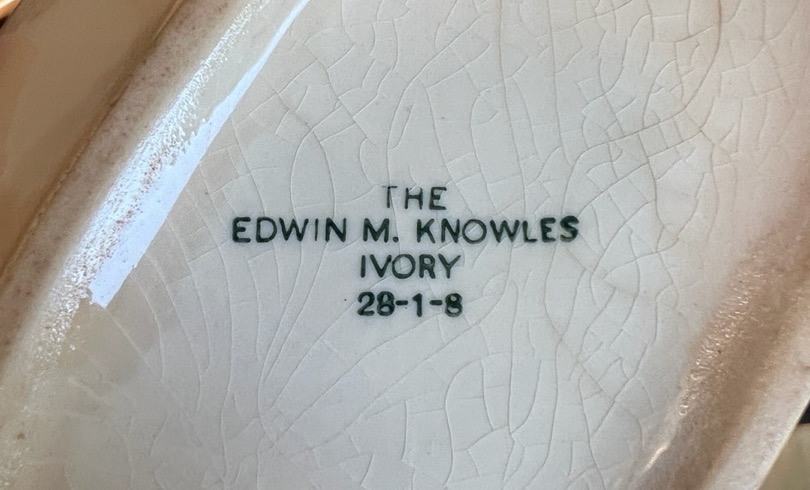 THE
EDWIN M. KNOWLES
IVORY
28-1-8